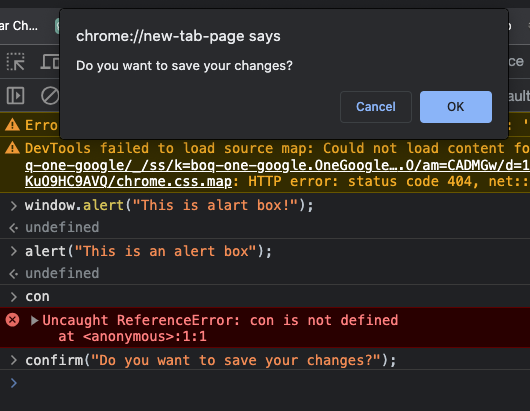 ar Ch...
chrome://new-tab-page says
Do you want to save your changes?
Cancel
OK
ce
ault
Erro
: '
DevTools failed to load source map: Could not load content fo
q-one-google/_/ss/k=boq-one-google.OneGoogle….O/am=CADMGw/d=1
KuO9HC9AVQ/chrome.css.map: HTTP error: status code 404, net::
> window.alert("This is alart box!");
< undefined
> alert("This is an alert box");
< undefined
> con
Uncaught ReferenceError: con is not defined
at <anonymous>:1:1
> confirm("Do you want to save your changes?");
>